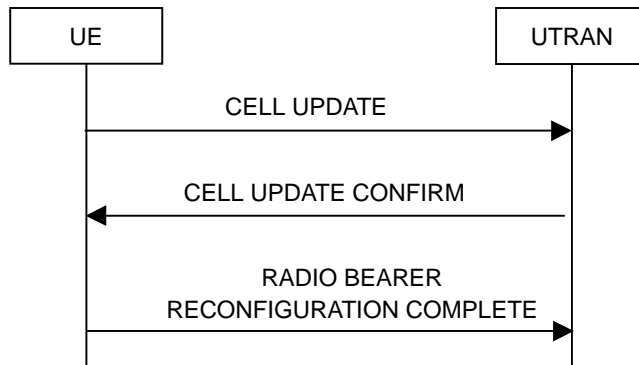 UE
UTRAN
CELL UPDATE
CELL UPDATE CONFIRM
RADIO BEARER
RECONFIGURATION COMPLETE